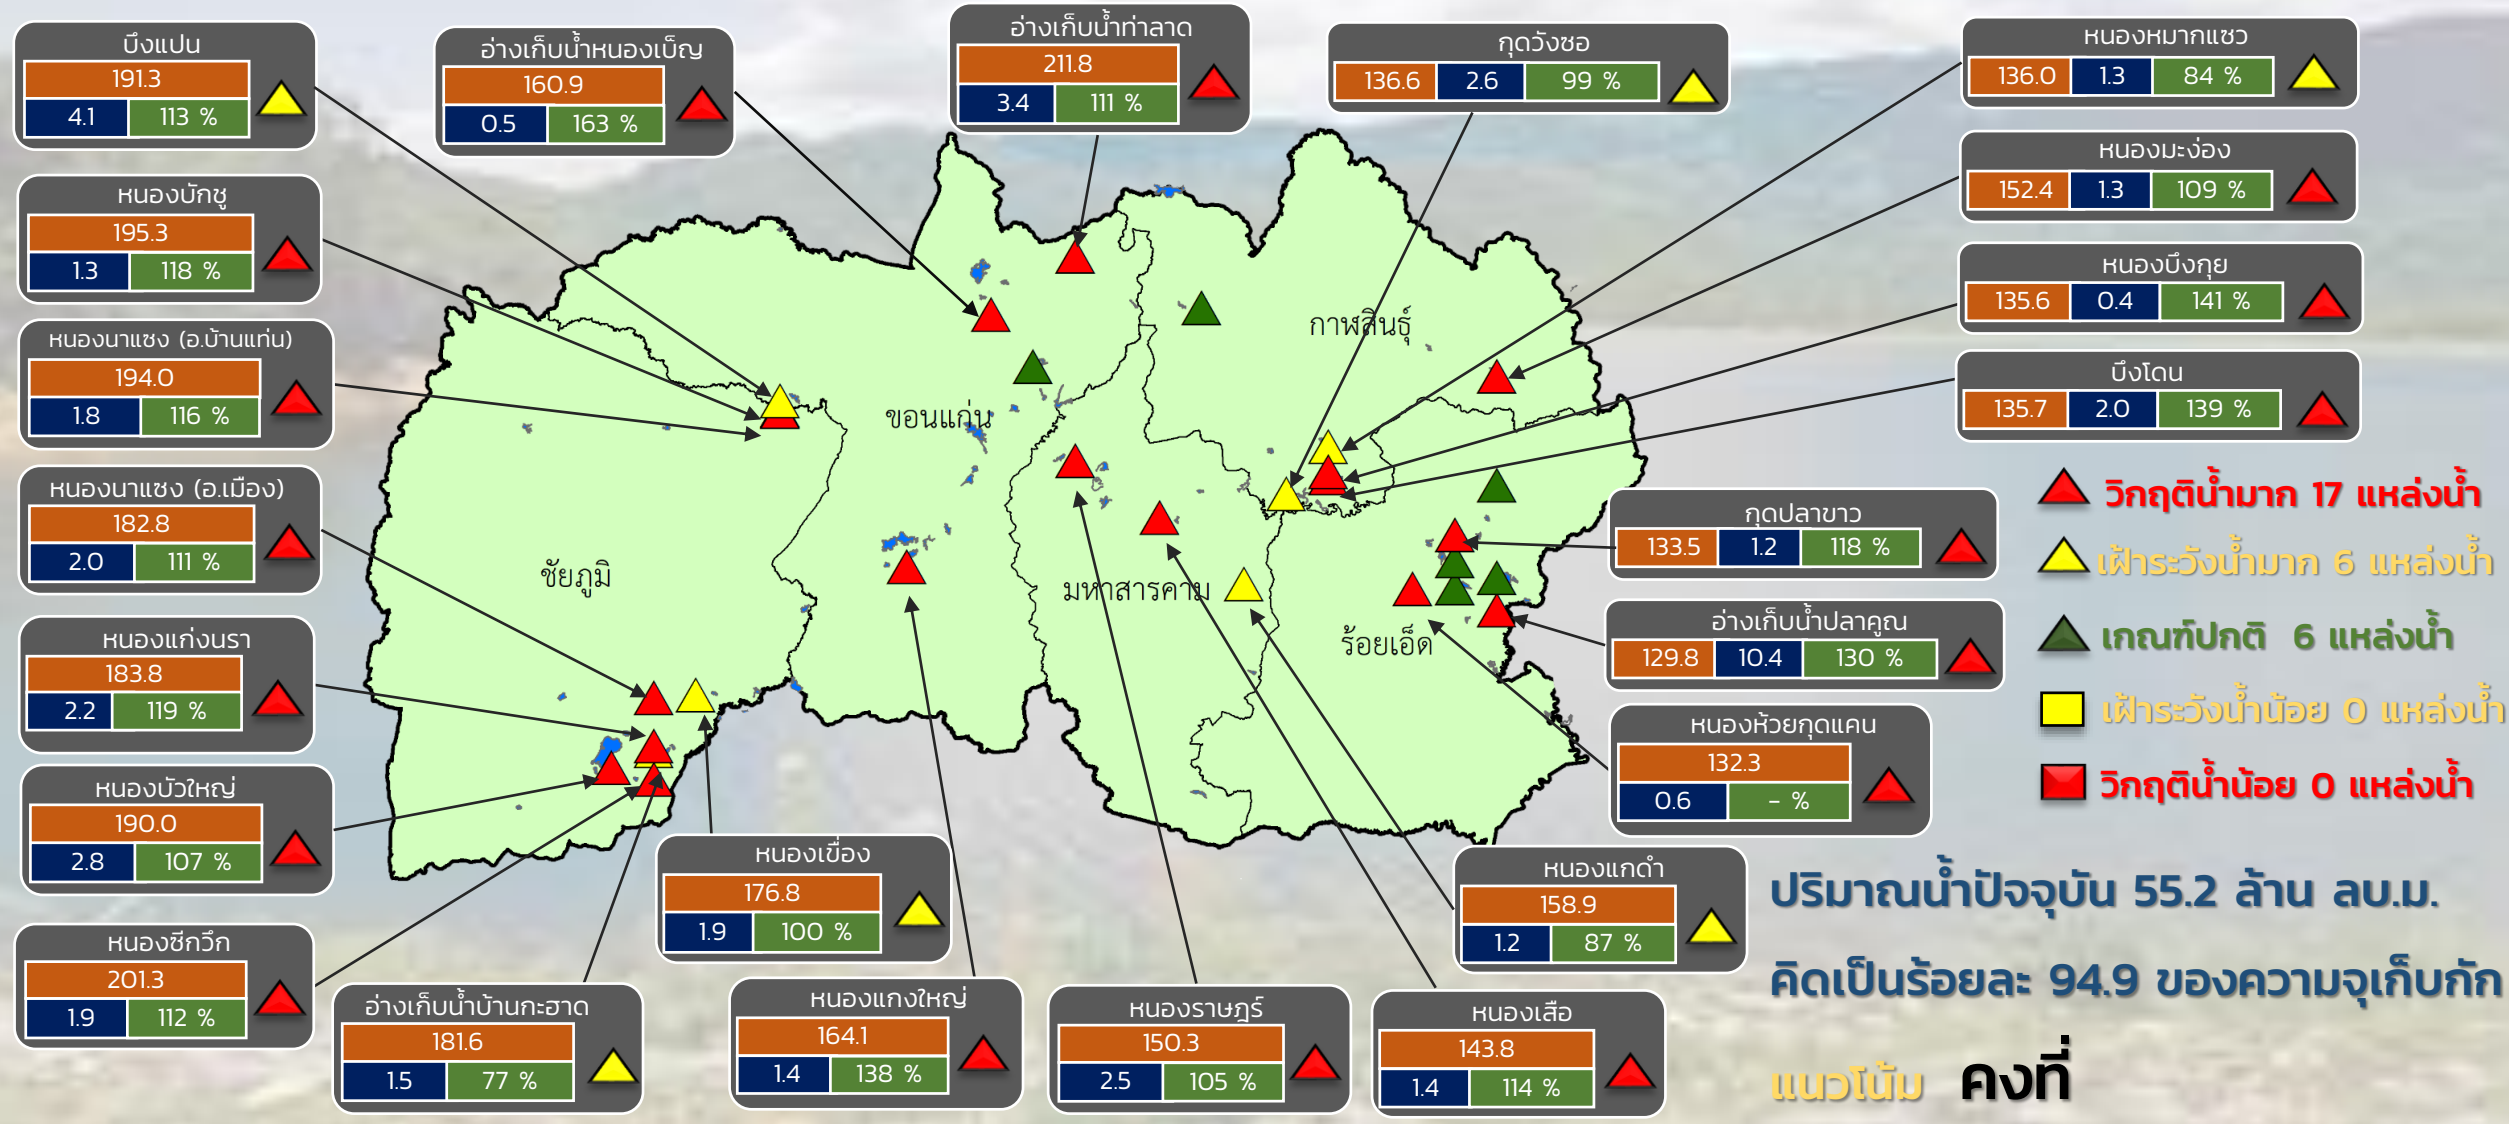 บึงแปน
191.3
4.1 113 %
อ่างเก็บน้ำหนองเบ็ญ
160.9
0.5 163 %
อ่างเก็บน้ำท่าลาด
211.8
3.4 111 %
กุดวังซอ
136.6 2.6 99 %
หนองหมากแซว
136.0 1.3 84 %
หนองบักชู
195.3
1.3 118 %
หนองมะง่อง
152.4 1.3 109 %
หนองบึงกุย
135.6 0.4 141 %
หนองนาแซง (อ.บ้านแท่น)
194.0
1.8 116 %
บึงโดน
135.7 2.0 139 %
กาฬสินธุ์
ขอนแก่น
ชัยภูมิ
มหาสารคาม
ร้อยเอ็ด
หนองนาแซง (อ.เมือง)
182.8
2.0 111 %
กุดปลาขาว
133.5 1.2 118 %
วิกฤติน้ำมาก 17 แหล่งน้ำ
เฝ้าระวังน้ำมาก 6 แหล่งน้ำ
เกณฑ์ปกติ 6 แหล่งน้ำ
เฝ้าระวังน้ำน้อย 0 แหล่งน้ำ
วิกฤติน้ำน้อย 0 แหล่งน้ำ
หนองแก่งนรา
183.8
2.2 119 %
อ่างเก็บน้ำปลาคูณ
129.8 10.4 130 %
หนองห้วยกุดแคน
132.3
0.6 - %
หนองบัวใหญ่
190.0
2.8 107 %
หนองเขื่อง
176.8
1.9 100 %
หนองแกดำ
158.9
1.2 87 %
หนองซีกวึก
201.3
1.9 112 %
อ่างเก็บน้ำบ้านกะฮาด
181.6
1.5 77 %
หนองแกงใหญ่
164.1
1.4 138 %
หนองราษฎร์
150.3
2.5 105 %
หนองเสือ
143.8
1.4 114 %
ปริมาณน้ำปัจจุบัน 55.2 ล้าน ลบ.ม.
คิดเป็นร้อยละ 94.9 ของความจุเก็บกัก
แนวโน้ม คงที่